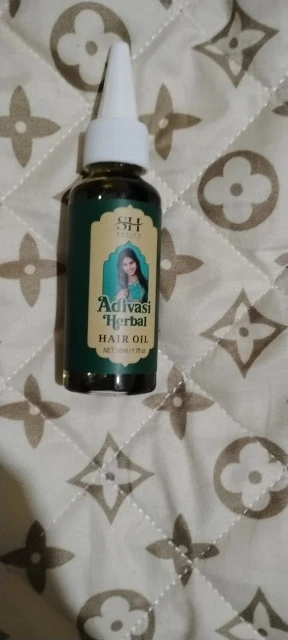 SH
Adivasi
Herbal
HAIR OIL